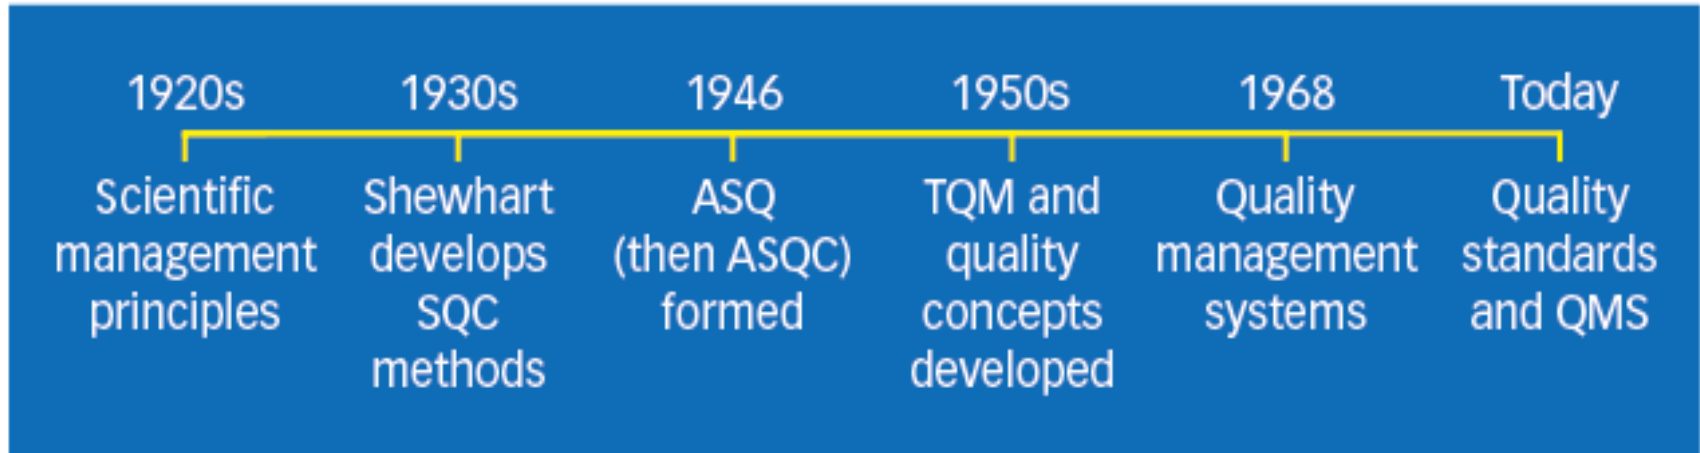 1920s
Scientific
management
principles
1930s
Shewhart
develops
SQC
methods
1946
ASQ
(then ASQC)
formed
1950s
TQM and
quality
concepts
developed
1968
Quality
management
systems
Today
Quality
standards
and QMS